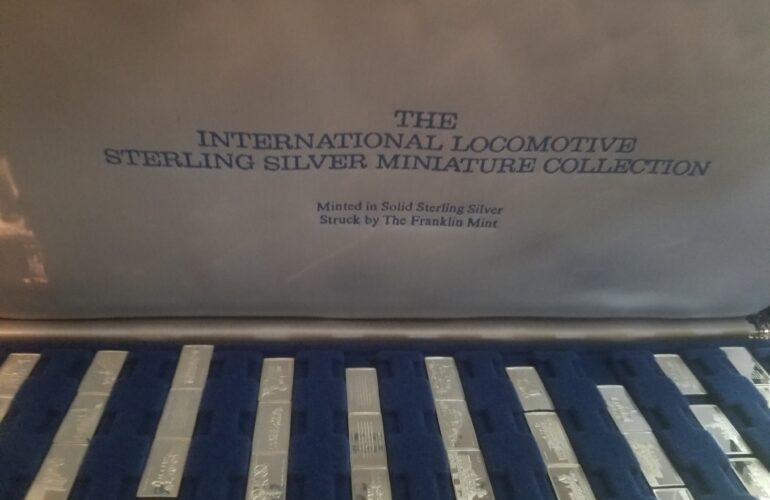 THE
INTERNATIONAL LOCOMOTIVE
STERLING SILVER MINIATURE COLLECTION
Minted in Solid Sterling Silver
Struck by The Franklin Mint